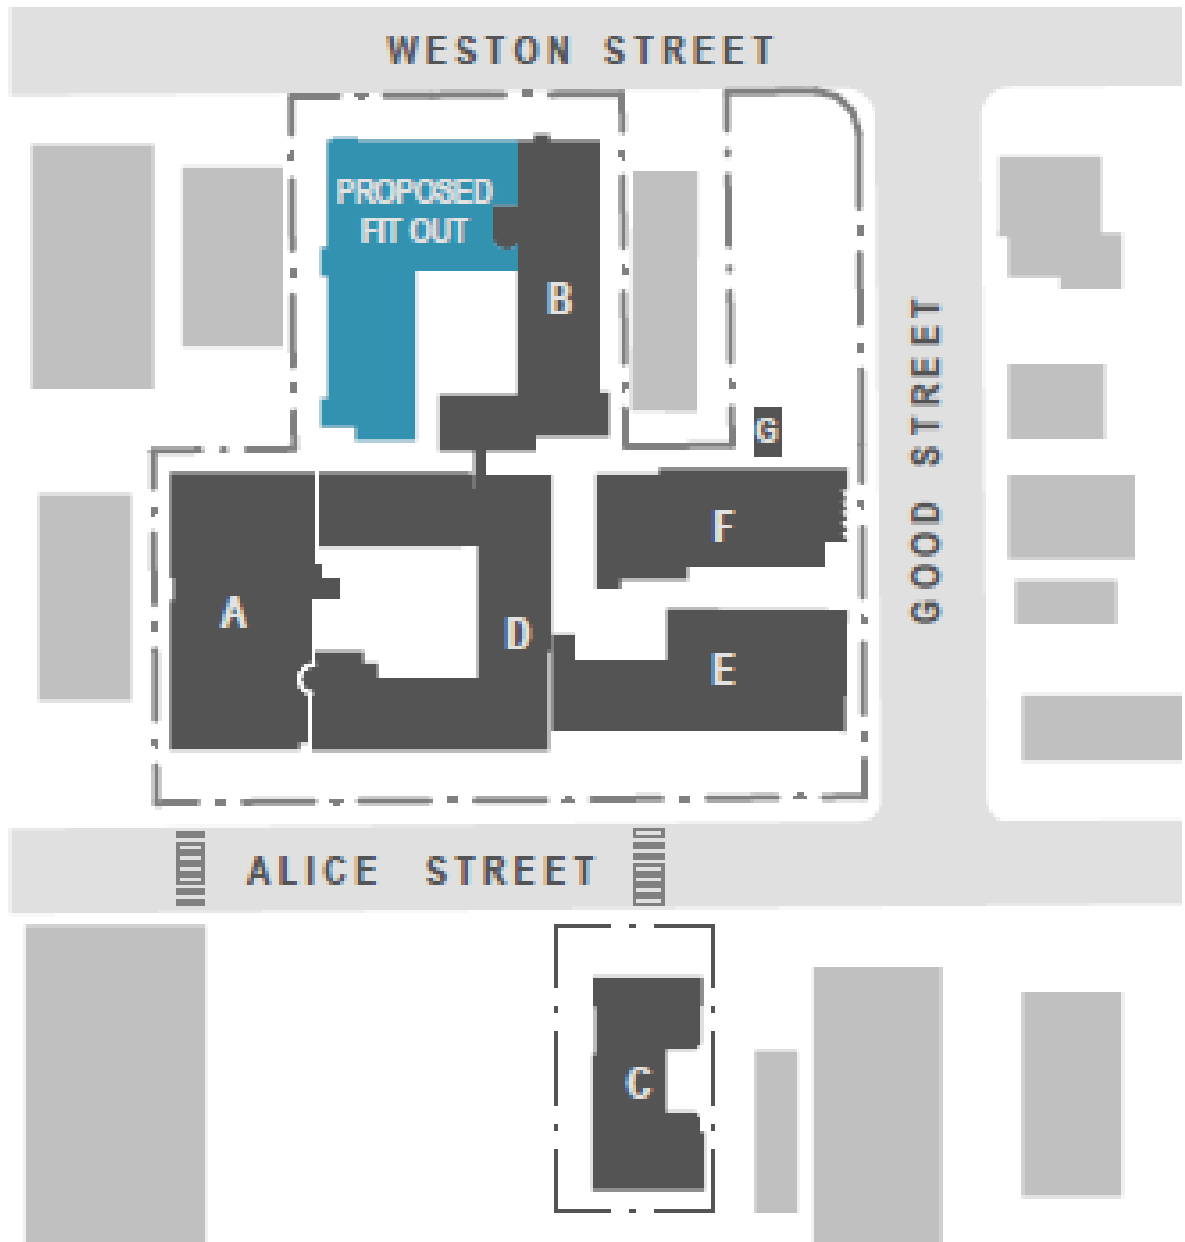 WESTON STREET
PROPOSED
FIT OUT
B
G
F
A
D
E
GOOD STREET
ALICE STREET
C